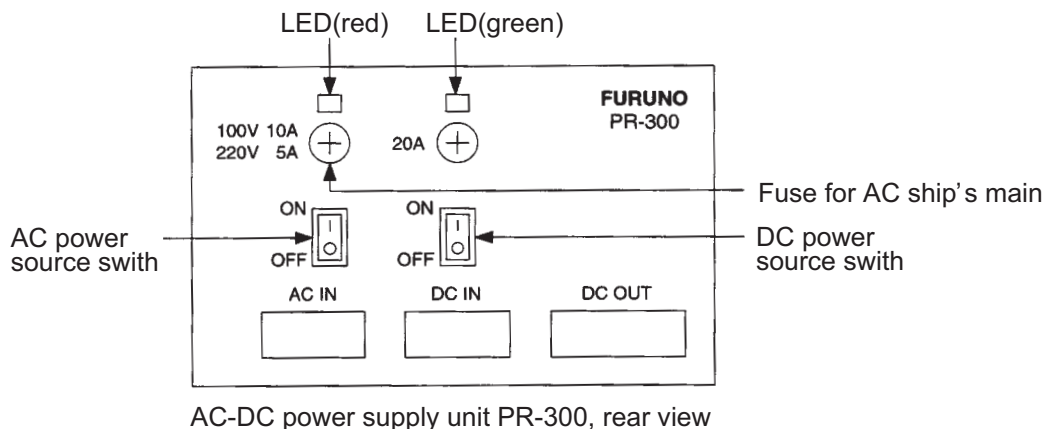 LED(red) LED(green)
FURUNO
PR-300
100V 10A
220V 5A
20A
Fuse for AC ship's main
ON ON
AC power
source swith
DC power
source swith
OFF OFF
AC IN DC IN DC OUT
AC-DC power supply unit PR-300, rear view